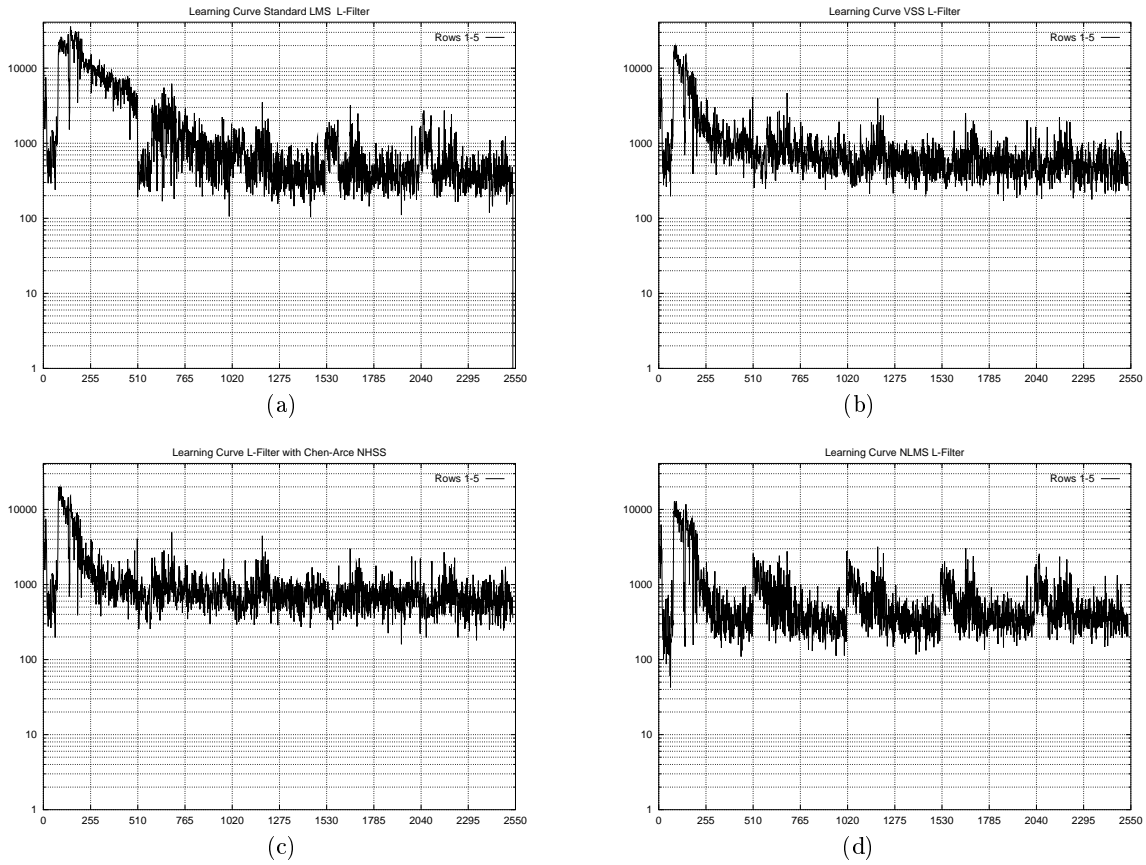 Learning Curve Standard LMS L-Filter
Rows 1-5
10000
1000
100
10
1
0 255 510 765 1020 1275 1530 1785 2040 2295 2550
(a)
Learning Curve VSS L-Filter
Rows 1-5
10000
1000
100
10
1
0 255 510 765 1020 1275 1530 1785 2040 2295 2550
(b)
Learning Curve L-Filter with Chen-Arce NHSS
Rows 1-5
10000
1000
100
10
1
0 255 510 765 1020 1275 1530 1785 2040 2295 2550
(c)
Learning Curve NLMS L-Filter
Rows 1-5
10000
1000
100
10
1
0 255 510 765 1020 1275 1530 1785 2040 2295 2550
(d)